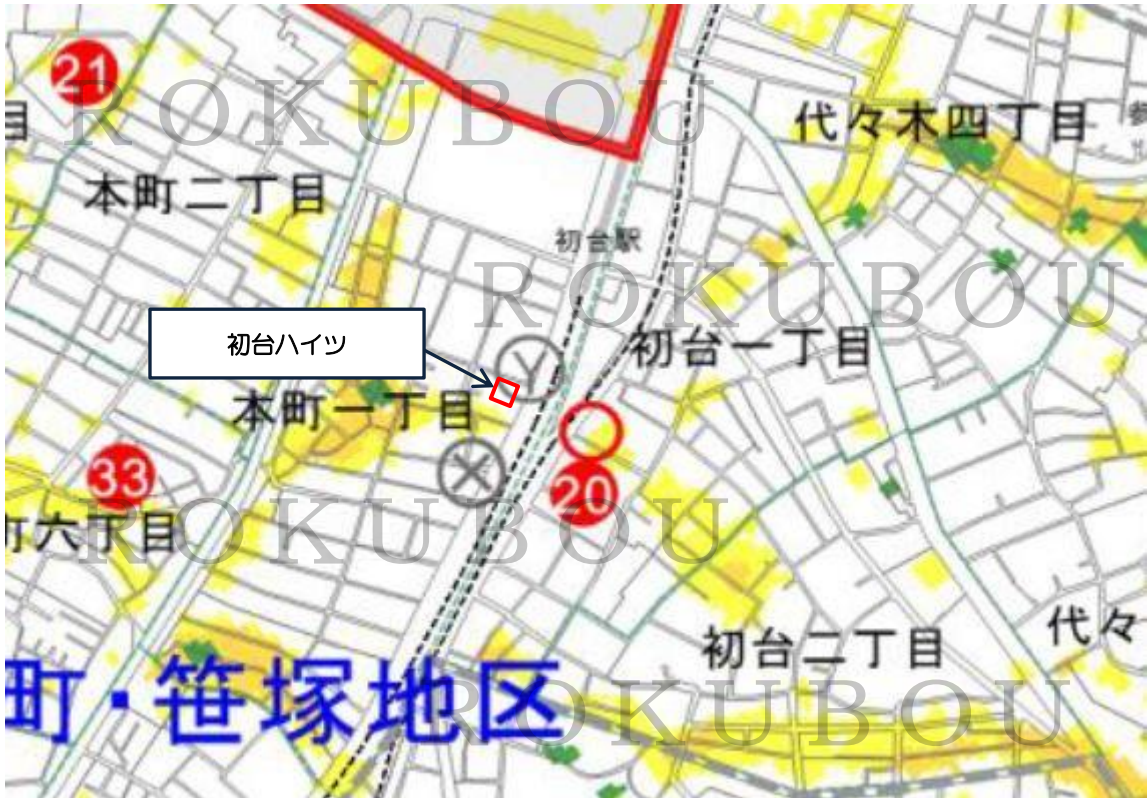 21
ROKUBOU
代々木四丁目
目
本町二丁目
初台駅
ROKUBOU
初台ハイツ
初台一丁目
本町一丁目
33
20
ROKUBOU
町六丁目
初台二丁目
代々
町・笹塚地区
ROKUBOU